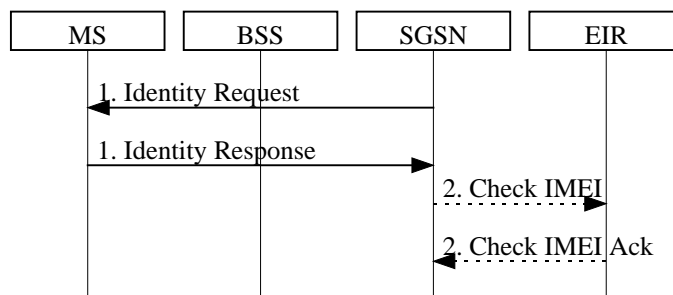 MS BSS SGSN EIR
1. Identity Request
1. Identity Response
2. Check IMEI
2. Check IMEI Ack